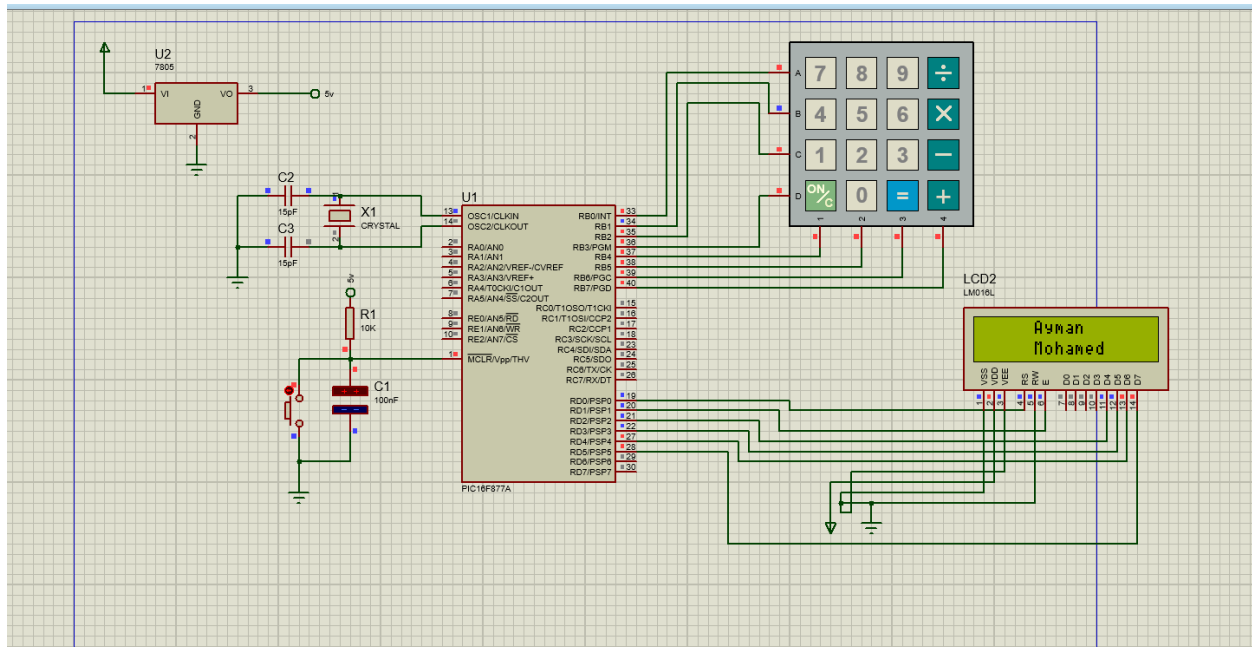 U2
7805
1
VI
VO
3
5v
GND
2
C2
15pF
X1
CRYSTAL
1
2
C3
15pF
5v
R1
10K
C1
100nF
U1
13 OSC1/CLKIN
14 OSC2/CLKOUT
2 RA0/AN0
3 RA1/AN1
4 RA2/AN2/VREF-/CVREF
5 RA3/AN3/VREF+
6 RA4/T0CKI/C1OUT
7 RA5/AN4/SS/C2OUT
8 RE0/AN5/RD
9 RE1/AN6/WR
10 RE2/AN7/CS
1 MCLR/Vpp/THV
RB0/INT 33
RB1 34
RB2 35
RB3/PGM 36
RB4 37
RB5 38
RB6/PGC 39
RB7/PGD 40
RC0/T1OSO/T1CKI 15
RC1/T1OSI/CCP2 16
RC2/CCP1 17
RC3/SCK/SCL 18
RC4/SDI/SDA 23
RC5/SDO 24
RC6/TX/CK 25
RC7/RX/DT 26
RD0/PSP0 19
RD1/PSP1 20
RD2/PSP2 21
RD3/PSP3 22
RD4/PSP4 27
RD5/PSP5 28
RD6/PSP6 29
RD7/PSP7 30
PIC16F877A
A 7 8 9 ÷
B 4 5 6 ×
C 1 2 3 −
D ON/C 0 = +
1 2 3 4
LCD2
LM016L
Ayman
Mohamed
VSS VDD VEE RS RW E D0 D1 D2 D3 D4 D5 D6 D7
1 2 3 4 5 6 7 8 9 10 11 12 13 14